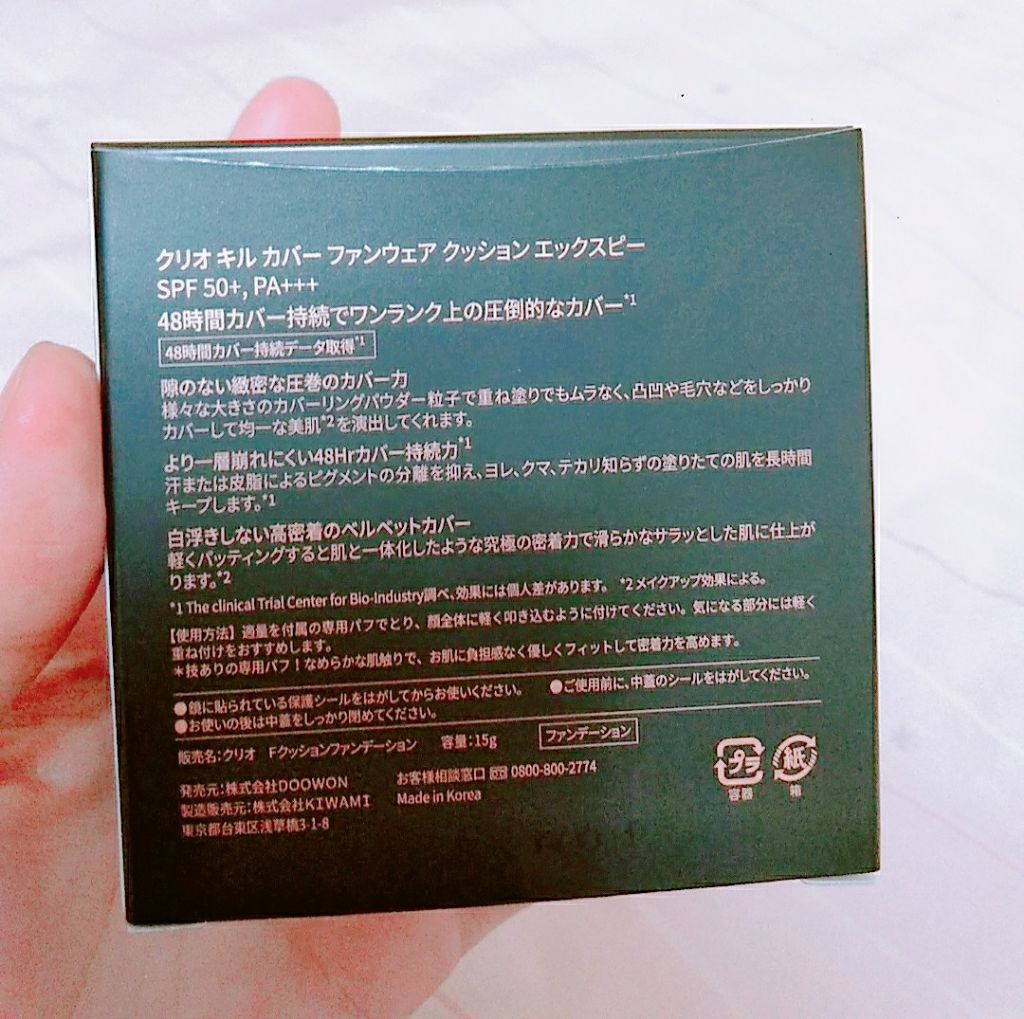 クリオ キル カバー ファンウェア クッション エックスピー
SPF 50+, PA+++
48時間カバー持続でワンランク上の圧倒的なカバー*1
48時間カバー持続データ取得*1
隙のない緻密な圧巻のカバー力
様々な大きさのカバーリングパウダー粒子で重ね塗りでもムラなく、凸凹や毛穴などをしっかり
カバーして均一な美肌*2を演出してくれます。
より一層崩れにくい48Hrカバー持続力*1
汗または皮脂によるピグメントの分離を抑え、ヨレ、クマ、テカリ知らずの塗りたての肌を長時間
キープします。*1
白浮きしない高密着のベルベットカバー
軽くパッティングすると肌と一体化したような究極の密着力で滑らかなサラッとした肌に仕上が
ります。*2
*1 The clinical Trial Center for Bio-Industry調べ、効果には個人差があります。 *2 メイクアップ効果による。
【使用方法】適量を付属の専用パフでとり、顔全体に軽く叩き込むように付けてください。気になる部分には軽く
重ね付けをおすすめします。
＊技ありの専用パフ！なめらかな肌触りで、お肌に負担感なく優しくフィットして密着力を高めます。
●鏡に貼られている保護シールをはがしてからお使いください。 ●ご使用前に、中蓋のシールをはがしてください。
●お使いの後は中蓋をしっかり閉めてください。
販売名：クリオ Fクッションファンデーション 容量：15g ファンデーション
発売元：株式会社DOOWON お客様相談窓口 0800-800-2774
製造販売元：株式会社KIWAMI Made in Korea
東京都台東区浅草橋3-1-8
プラ 紙
容器 箱